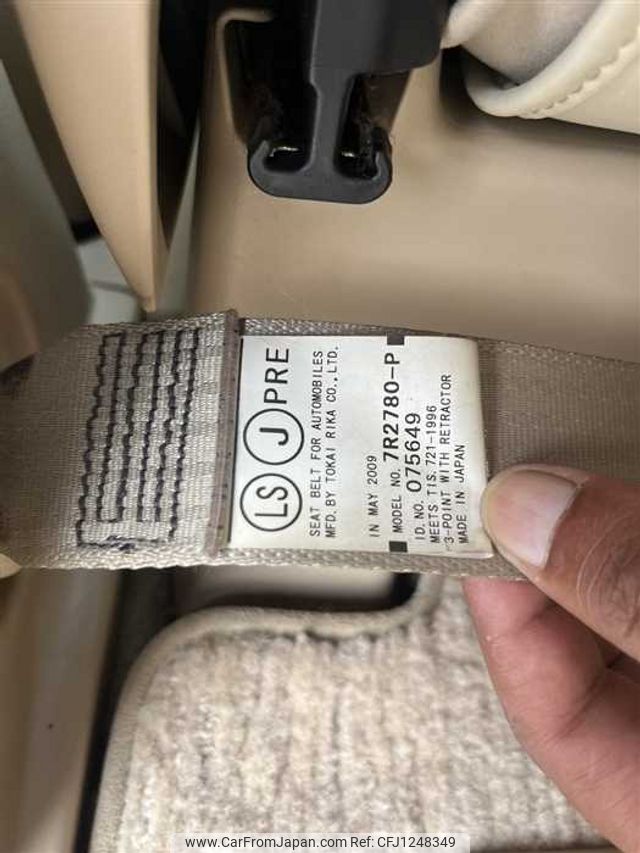 LS J PRE
SEAT BELT FOR AUTOMOBILES
MFD. BY TOKAI RIKA CO., LTD.
IN MAY 2009
MODEL NO. 7R2780-P
ID. NO. 075649
MEETS TIS. 721-1996
3-POINT WITH RETRACTOR
MADE IN JAPAN
www.CarFromJapan.com Ref: CFJ1248349